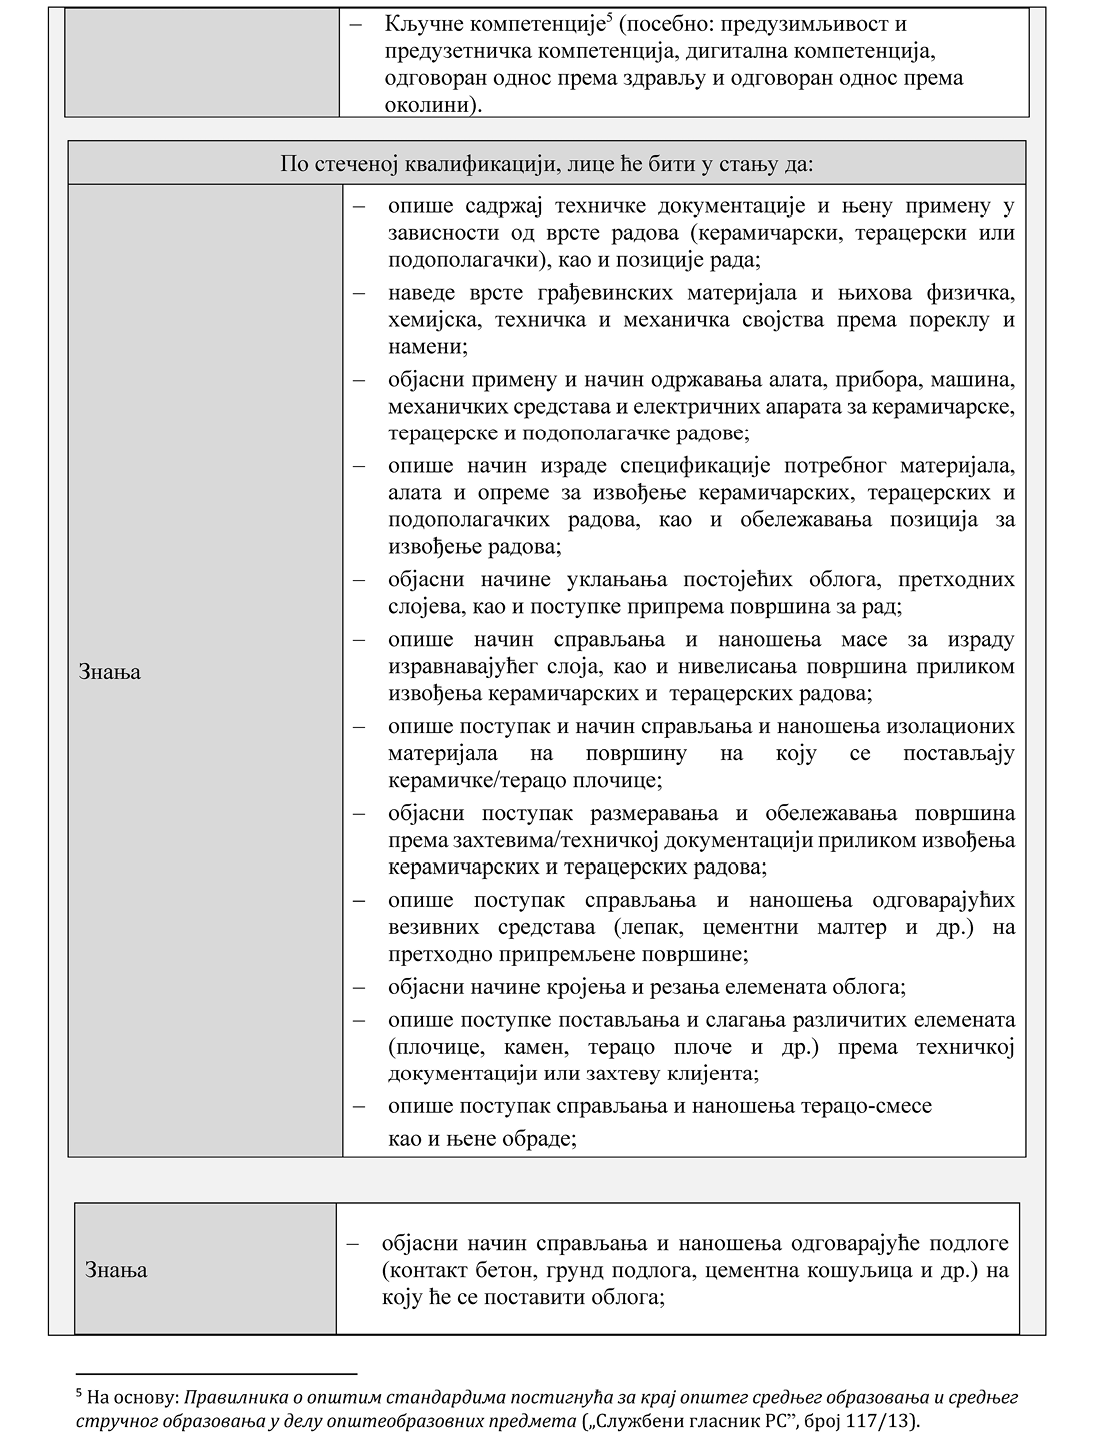 – Кључне компетенције⁵ (посебно: предузимљивост и
предузетничка компетенција, дигитална компетенција,
одговоран однос према здрављу и одговоран однос према
околини).
По стеченој квалификацији, лице ће бити у стању да:
Знања
– опише садржај техничке документације и њену примену у
зависности од врсте радова (керамичарски, терацерски или
подополагачки), као и позиције рада;
– наведе врсте грађевинских материјала и њихова физичка,
хемијска, техничка и механичка својства према пореклу и
намени;
– објасни примену и начин одржавања алата, прибора, машина,
механичких средстава и електричних апарата за керамичарске,
терацерске и подополагачке радове;
– опише начин израде спецификације потребног материјала,
алата и опреме за извођење керамичарских, терацерских и
подополагачких радова, као и обележавања позиција за
извођење радова;
– објасни начине уклањања постојећих облога, претходних
слојева, као и поступке припрема површина за рад;
– опише начин справљања и наношења масе за израду
изравнавајућег слоја, као и нивелисања површина приликом
извођења керамичарских и терацерских радова;
– опише поступак и начин справљања и наношења изолационих
материјала на површину на коју се постављају
керамичке/терацо плочице;
– објасни поступак размеравања и обележавања површина
према захтевима/техничкој документацији приликом извођења
керамичарских и терацерских радова;
– опише поступак справљања и наношења одговарајућих
везивних средстава (лепак, цементни малтер и др.) на
претходно припремљене површине;
– објасни начине кројења и резања елемената облога;
– опише поступке постављања и слагања различитих елемената
(плочице, камен, терацо плоче и др.) према техничкој
документацији или захтеву клијента;
– опише поступак справљања и наношења терацо-смесе
као и њене обраде;
Знања
– објасни начин справљања и наношења одговарајуће подлоге
(контакт бетон, грунд подлога, цементна кошуљица и др.) на
коју ће се поставити облога;
⁵ На основу: Правилника о општим стандардима постигнућа за крај општег средњег образовања и средњег
стручног образовања у делу општеобразовних предмета („Службени гласник РС”, број 117/13).